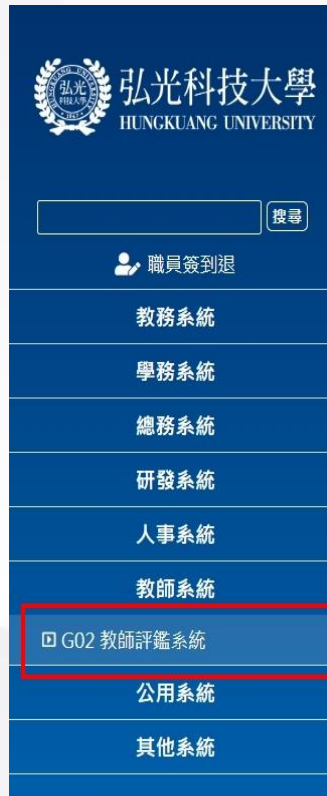 弘光科技大學
HUNGKUANG UNIVERSITY
搜尋
職員簽到退
教務系統
學務系統
總務系統
研發系統
人事系統
教師系統
G02 教師評鑑系統
公用系統
其他系統